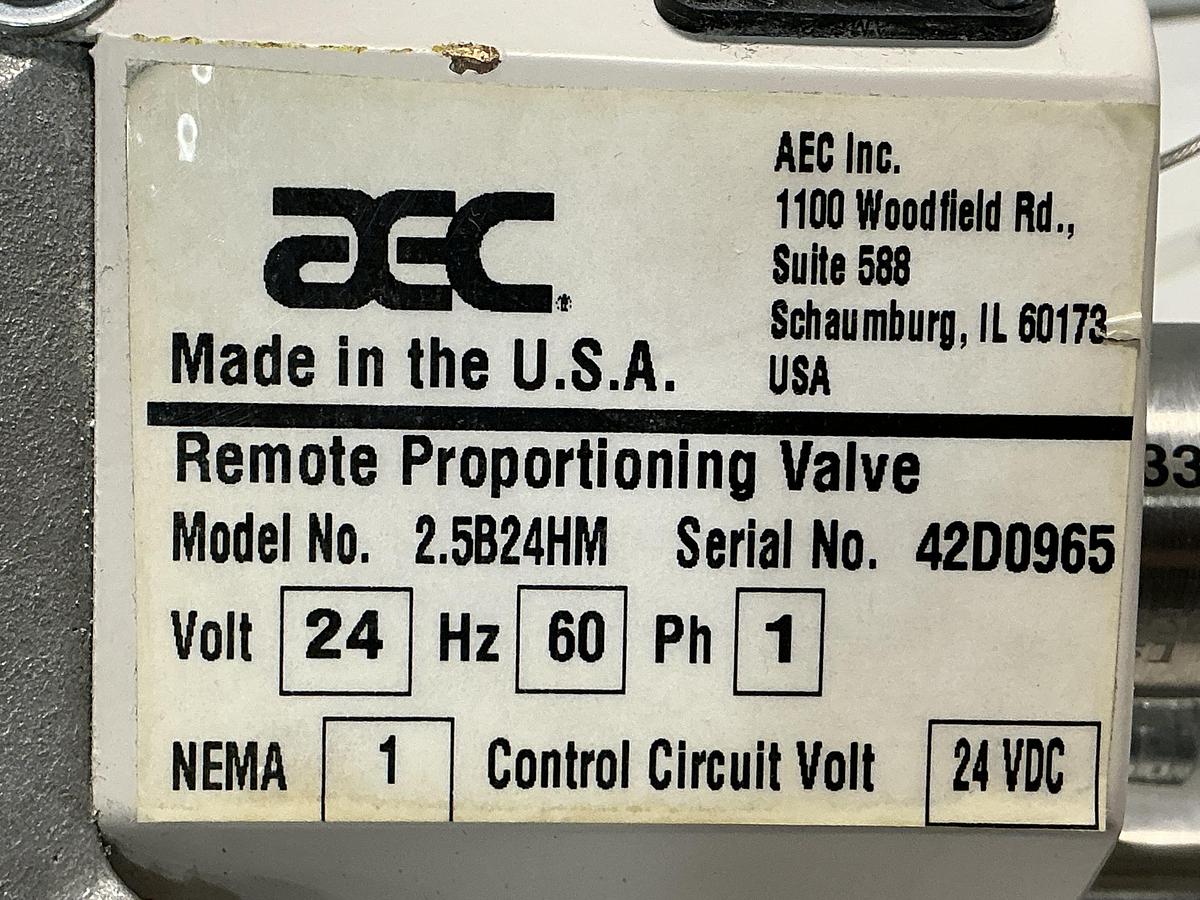 AEC
AEC Inc.
1100 Woodfield Rd.,
Suite 588
Schaumburg, IL 60173
USA
Made in the U.S.A.
Remote Proportioning Valve
Model No. 2.5B24HM Serial No. 42D0965
Volt 24 Hz 60 Ph 1
NEMA 1 Control Circuit Volt 24 VDC
33